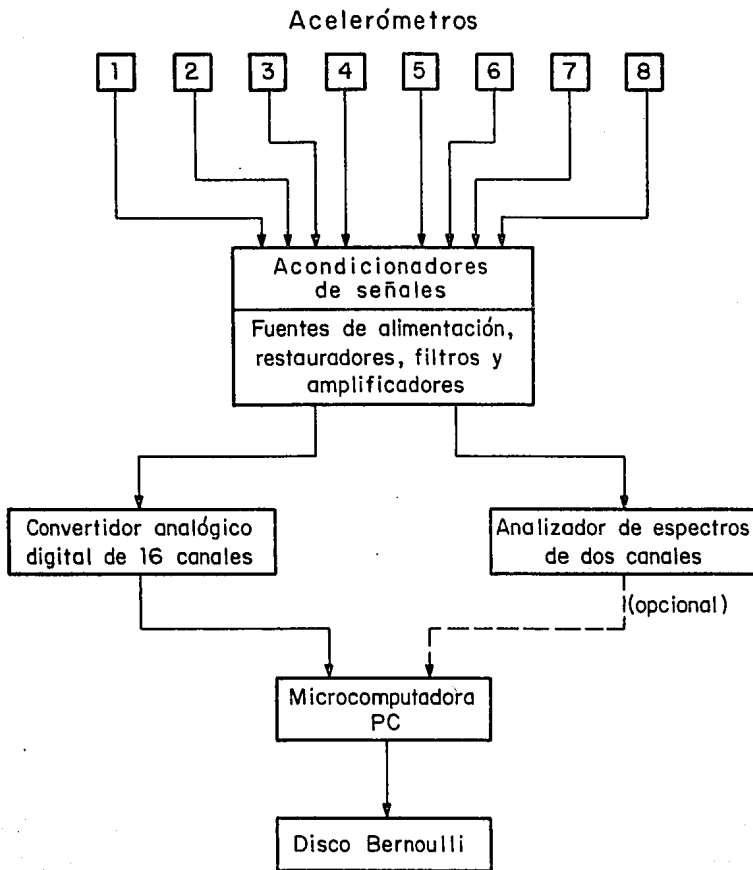 Acelerómetros
1 2 3 4 5 6 7 8
Acondicionadores
de señales
Fuentes de alimentación,
restauradores, filtros y
amplificadores
Convertidor analógico
digital de 16 canales
Analizador de espectros
de dos canales
(opcional)
Microcomputadora
PC
Disco Bernoulli